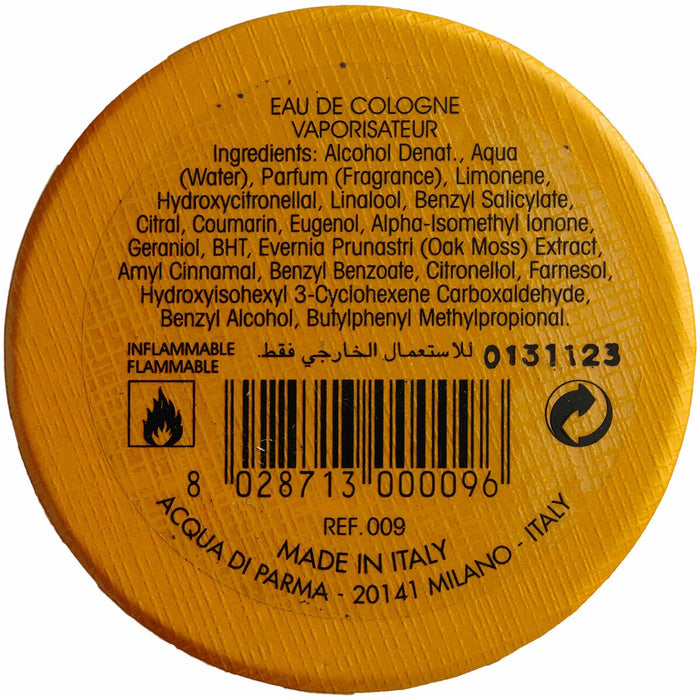 EAU DE COLOGNE
VAPORISATEUR
Ingredients: Alcohol Denat., Aqua
(Water), Parfum (Fragrance), Limonene,
Hydroxycitronellal, Linalool, Benzyl Salicylate,
Citral, Coumarin, Eugenol, Alpha-Isomethyl Ionone,
Geraniol, BHT, Evernia Prunastri (Oak Moss) Extract,
Amyl Cinnamal, Benzyl Benzoate, Citronellol, Farnesol,
Hydroxyisohexyl 3-Cyclohexene Carboxaldehyde,
Benzyl Alcohol, Butylphenyl Methylpropional.
INFLAMMABLE
FLAMMABLE
للاستعمال الخارجي فقط
0131123
8 028713 000096
REF. 009
MADE IN ITALY
ACQUA DI PARMA - 20141 MILANO - ITALY